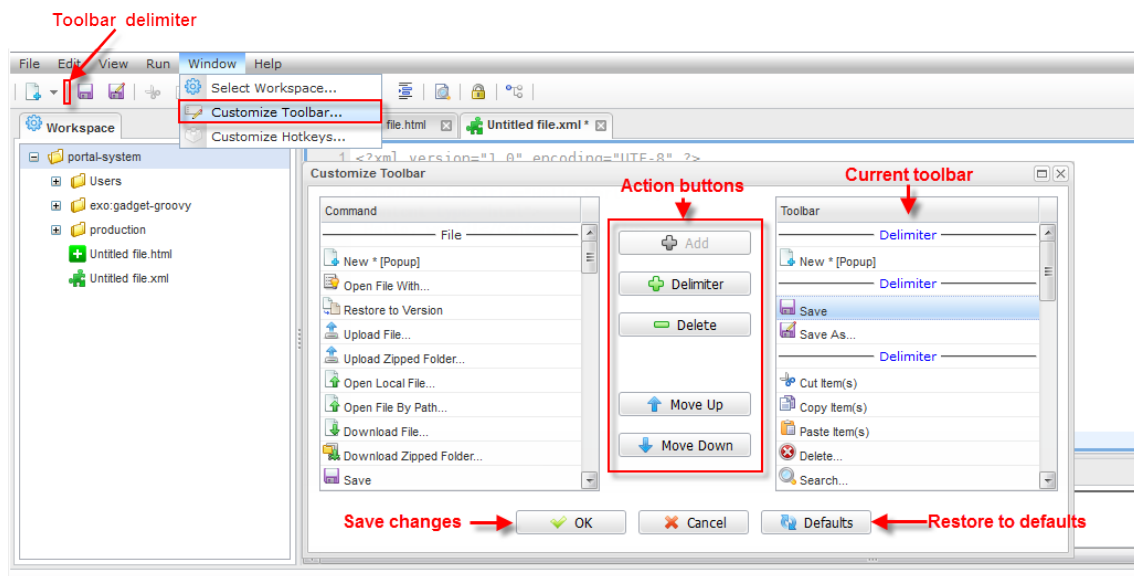 Toolbar delimiter
File Edit View Run Window Help
Select Workspace...
Customize Toolbar...
Customize Hotkeys...
Workspace
file.html
Untitled file.xml *
portal-system
Users
exo:gadget-groovy
production
Untitled file.html
Untitled file.xml
1 <?xml version="1.0" encoding="UTF-8" ?>
Customize Toolbar
Action buttons
Current toolbar
Command
File
New * [Popup]
Open File With...
Restore to Version
Upload File...
Upload Zipped Folder...
Open Local File...
Open File By Path...
Download File...
Download Zipped Folder...
Save
Add
Delimiter
Delete
Move Up
Move Down
Toolbar
Delimiter
New * [Popup]
Delimiter
Save
Save As...
Delimiter
Cut Item(s)
Copy Item(s)
Paste Item(s)
Delete...
Search...
Save changes
OK
Cancel
Defaults
Restore to defaults